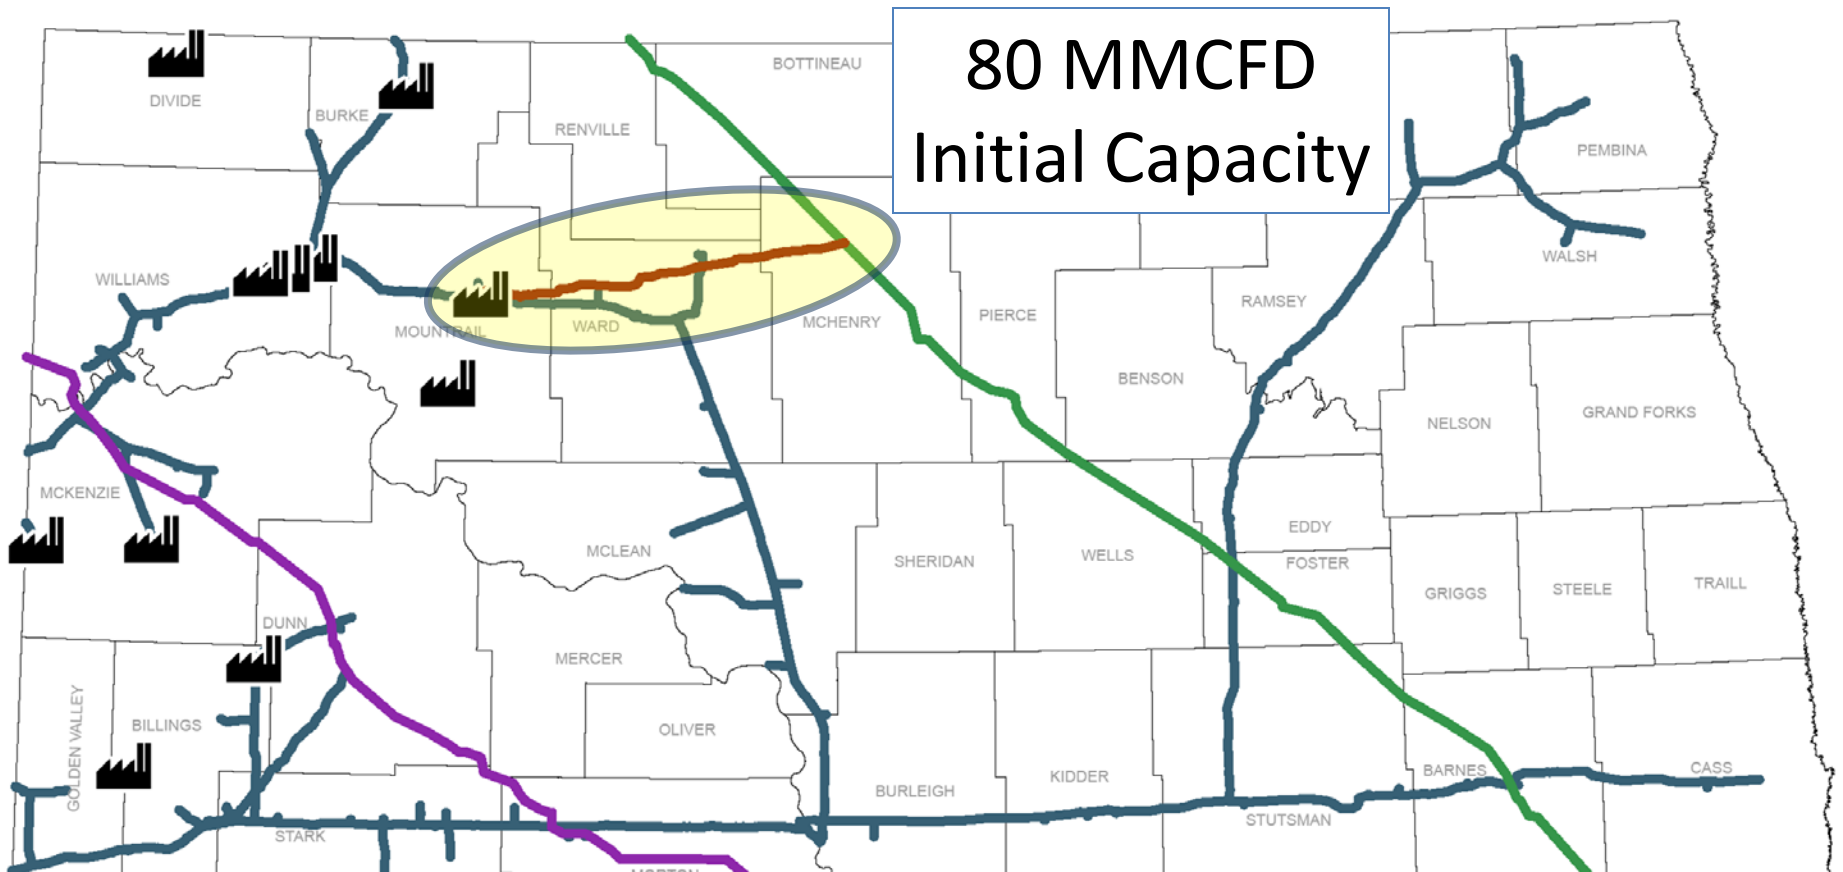 80 MMCFD
Initial Capacity
BOTTINEAU
DIVIDE
BURKE
RENVILLE
PEMBINA
WALSH
WILLIAMS
MOUNTRAIL
WARD
MCHENRY
PIERCE
RAMSEY
BENSON
NELSON
GRAND FORKS
MCKENZIE
MCLEAN
SHERIDAN
WELLS
EDDY
FOSTER
GRIGGS
STEELE
TRAILL
DUNN
MERCER
GOLDEN VALLEY
BILLINGS
OLIVER
BURLEIGH
KIDDER
BARNES
CASS
STARK
STUTSMAN
MORTON